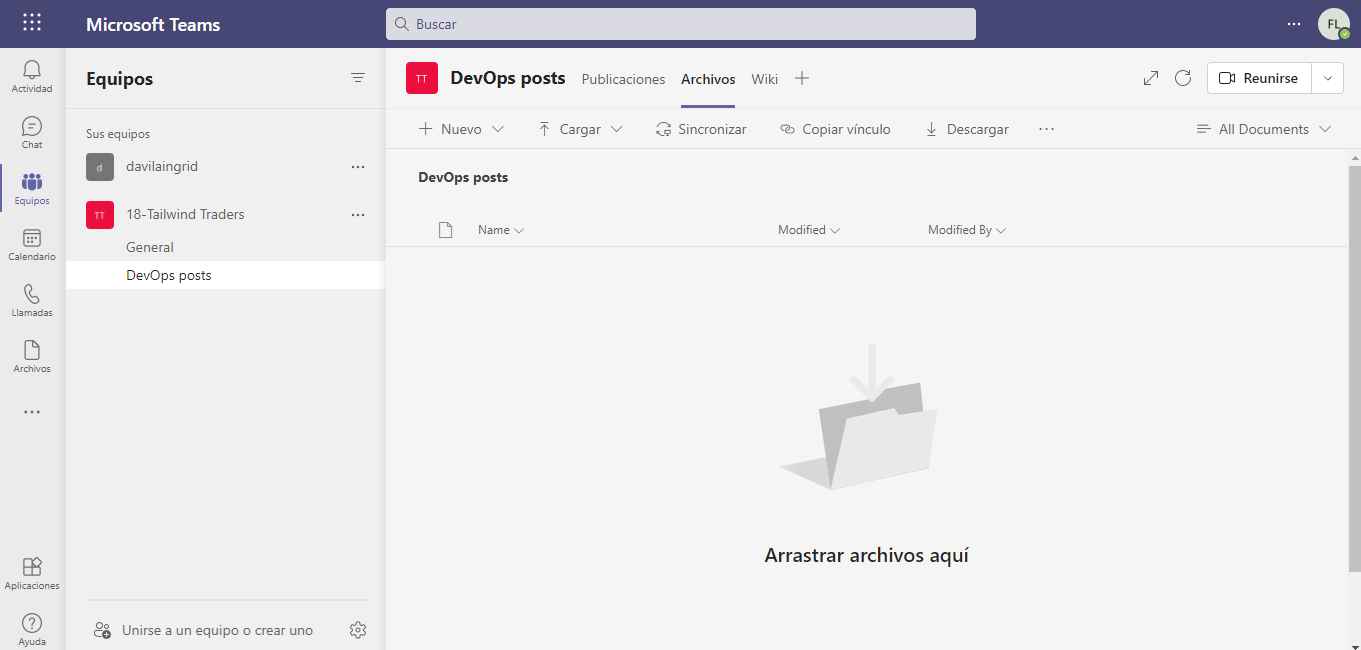 Microsoft Teams
Buscar
FL
Actividad
Chat
Equipos
Calendario
Llamadas
Archivos
Aplicaciones
Ayuda
Equipos
Sus equipos
d davilaingrid
TT 18-Tailwind Traders
General
DevOps posts
Unirse a un equipo o crear uno
TT DevOps posts Publicaciones Archivos Wiki
Reunirse
Nuevo Cargar Sincronizar Copiar vínculo Descargar All Documents
DevOps posts
Name Modified Modified By
Arrastrar archivos aquí